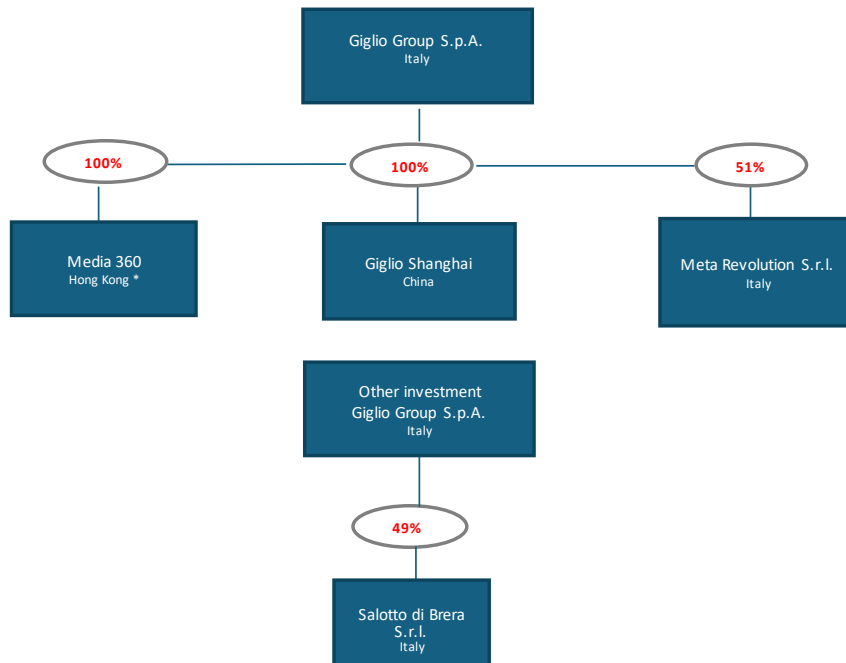 Giglio Group S.p.A.
Italy
100%
100%
51%
Media 360
Hong Kong *
Giglio Shanghai
China
Meta Revolution S.r.l.
Italy
Other investment
Giglio Group S.p.A.
Italy
49%
Salotto di Brera
S.r.l.
Italy